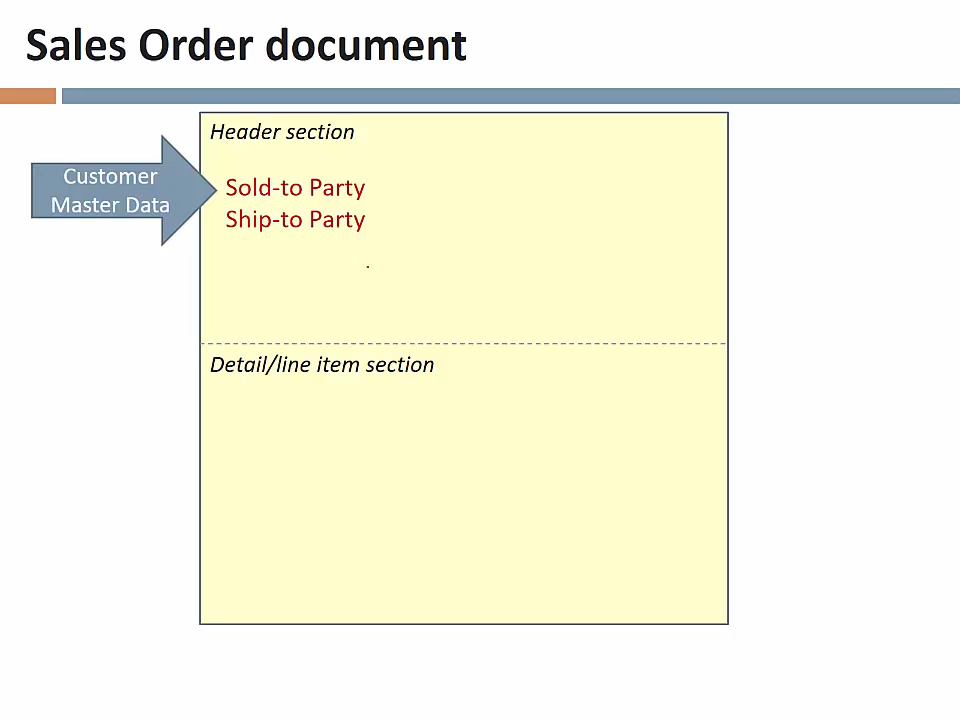 Sales Order document
Header section
Customer
Master Data
Sold-to Party
Ship-to Party
Detail/line item section